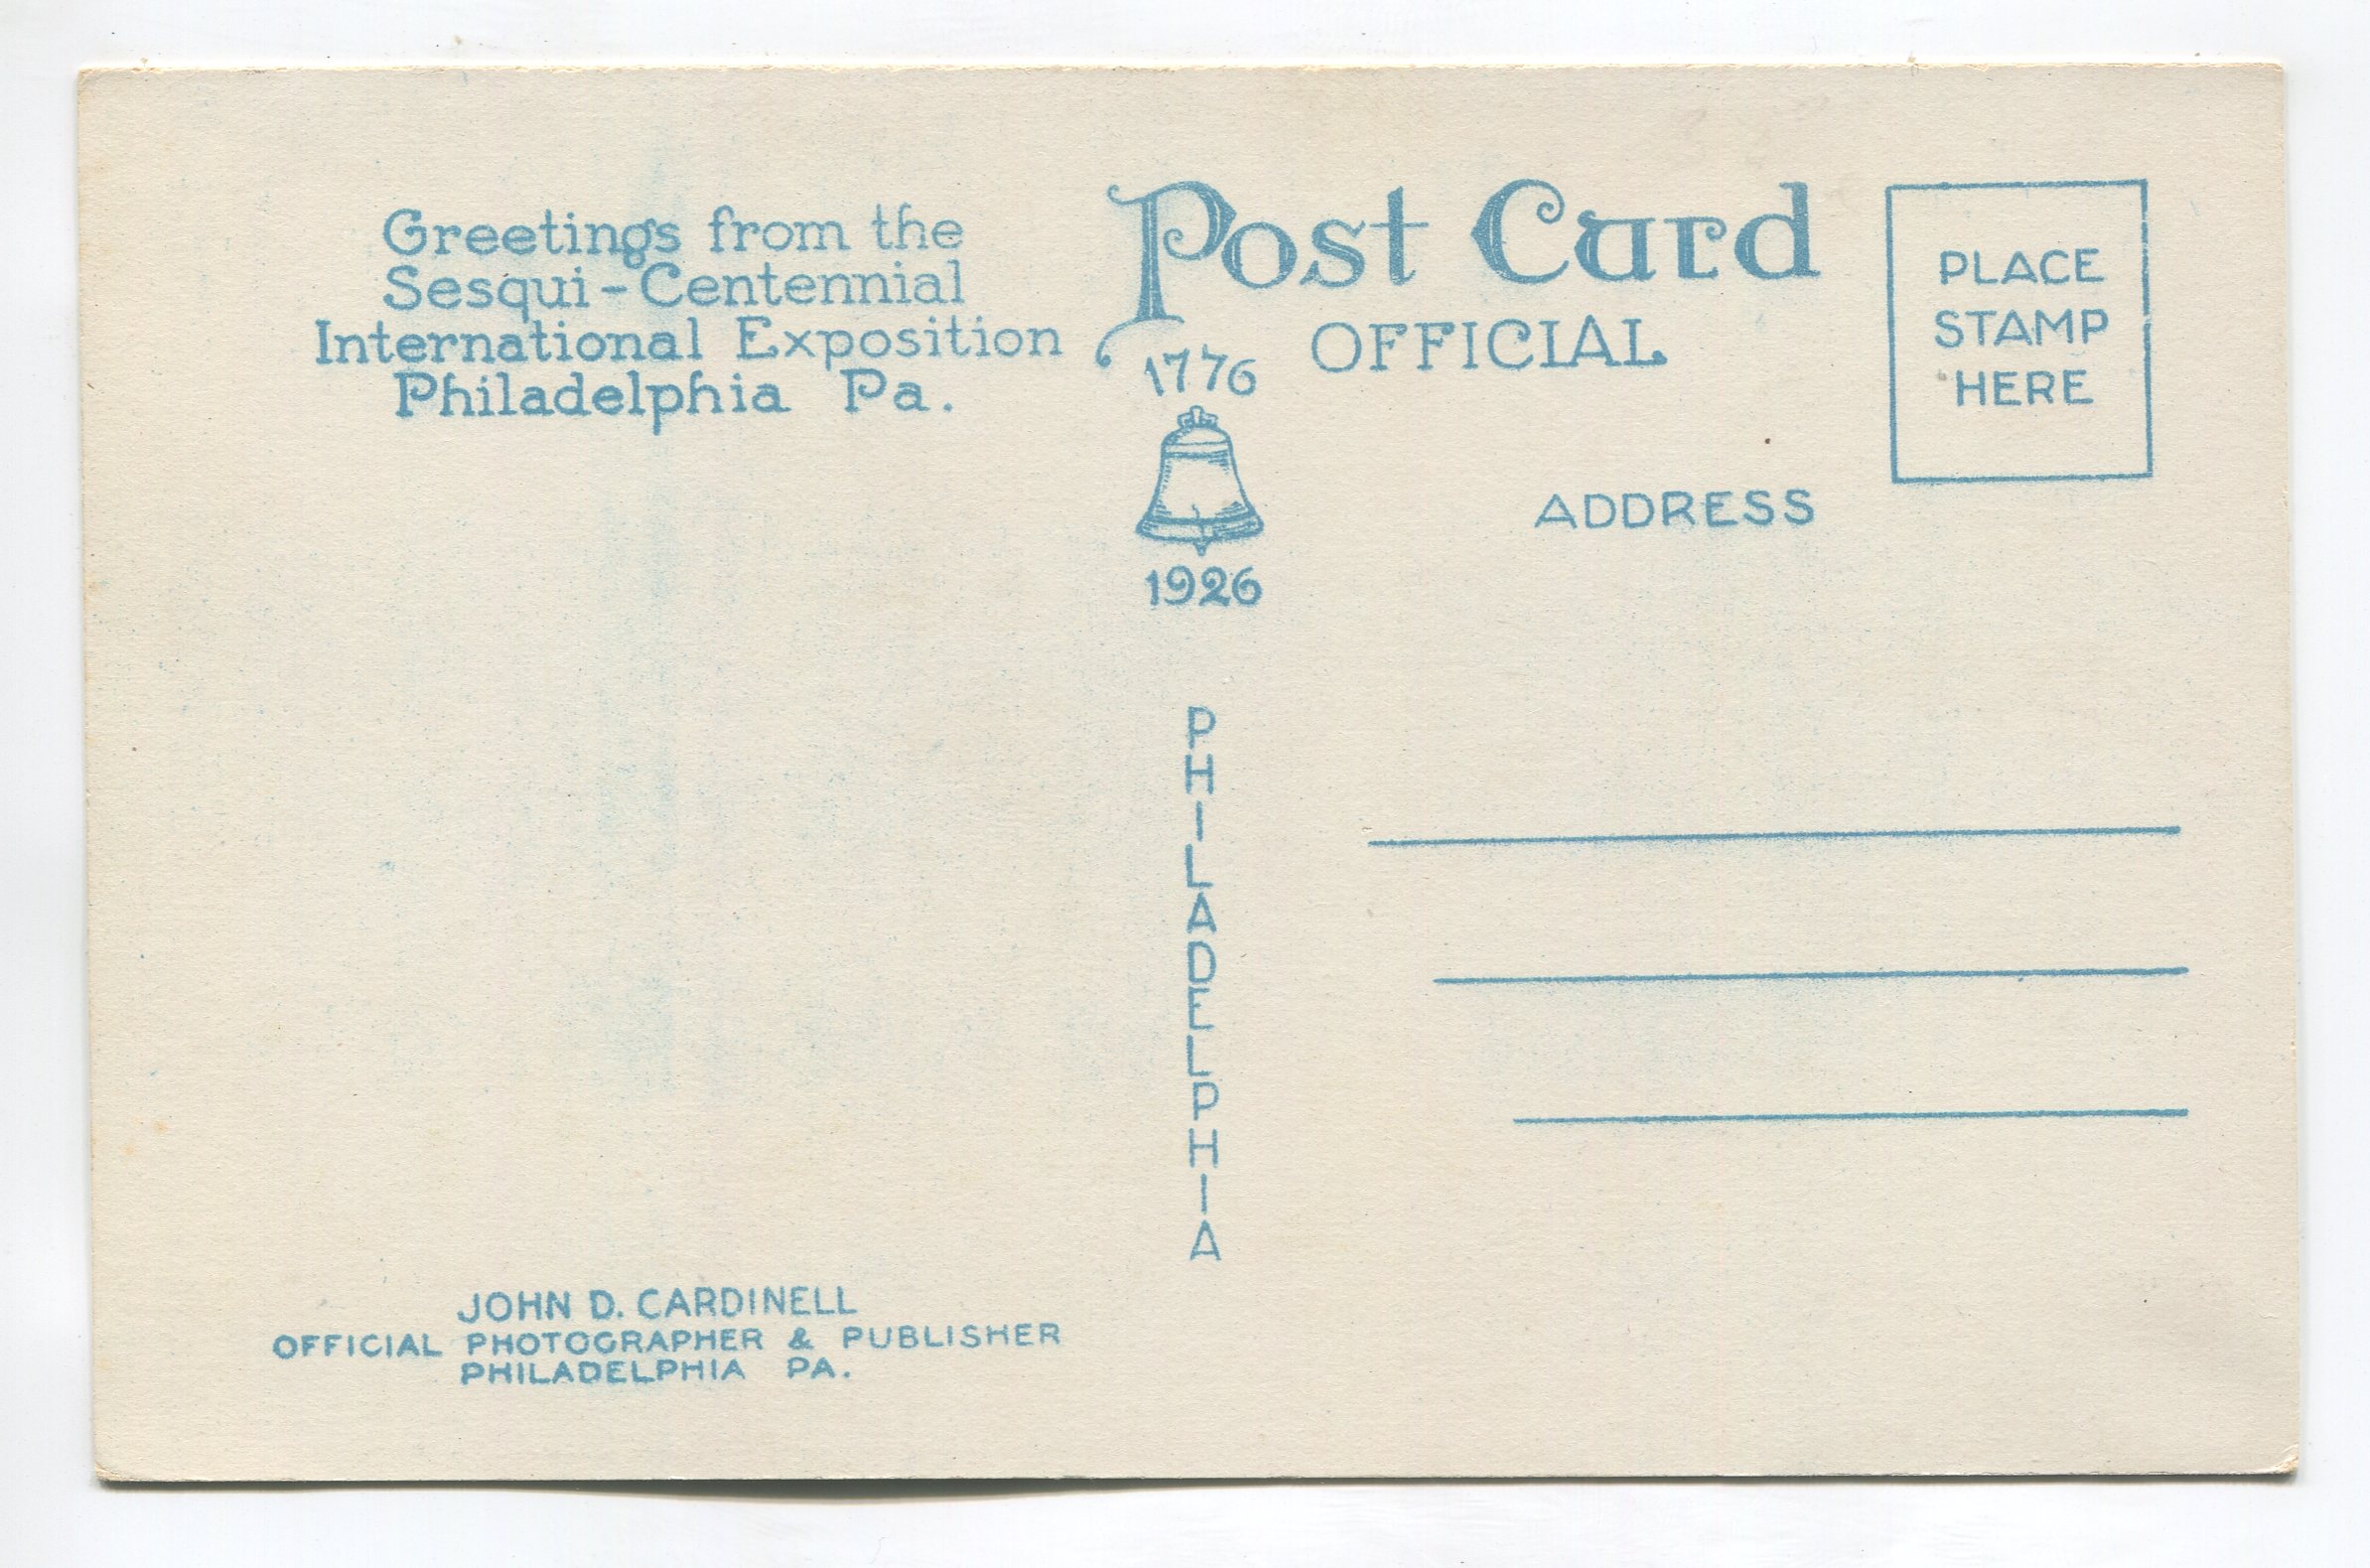 Greetings from the
Sesqui-Centennial
International Exposition
Philadelphia Pa.
Post Card
OFFICIAL
1776
1926
PHILADELPHIA
PLACE
STAMP
HERE
ADDRESS
JOHN D. CARDINELL
OFFICIAL PHOTOGRAPHER & PUBLISHER
PHILADELPHIA PA.